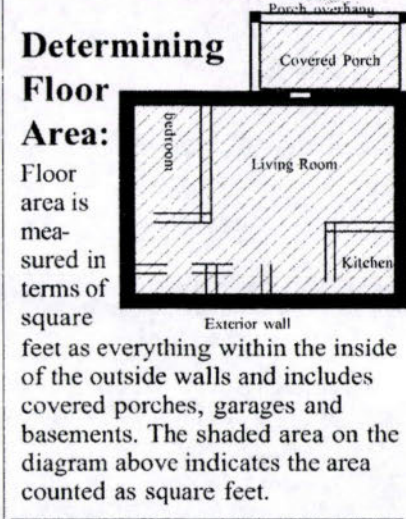 Porch overhang
Covered Porch
Determining
Floor
Area:
bedroom
Living Room
Kitchen
Exterior wall
Floor
area is
mea-
sured in
terms of
square
feet as everything within the inside
of the outside walls and includes
covered porches, garages and
basements. The shaded area on the
diagram above indicates the area
counted as square feet.